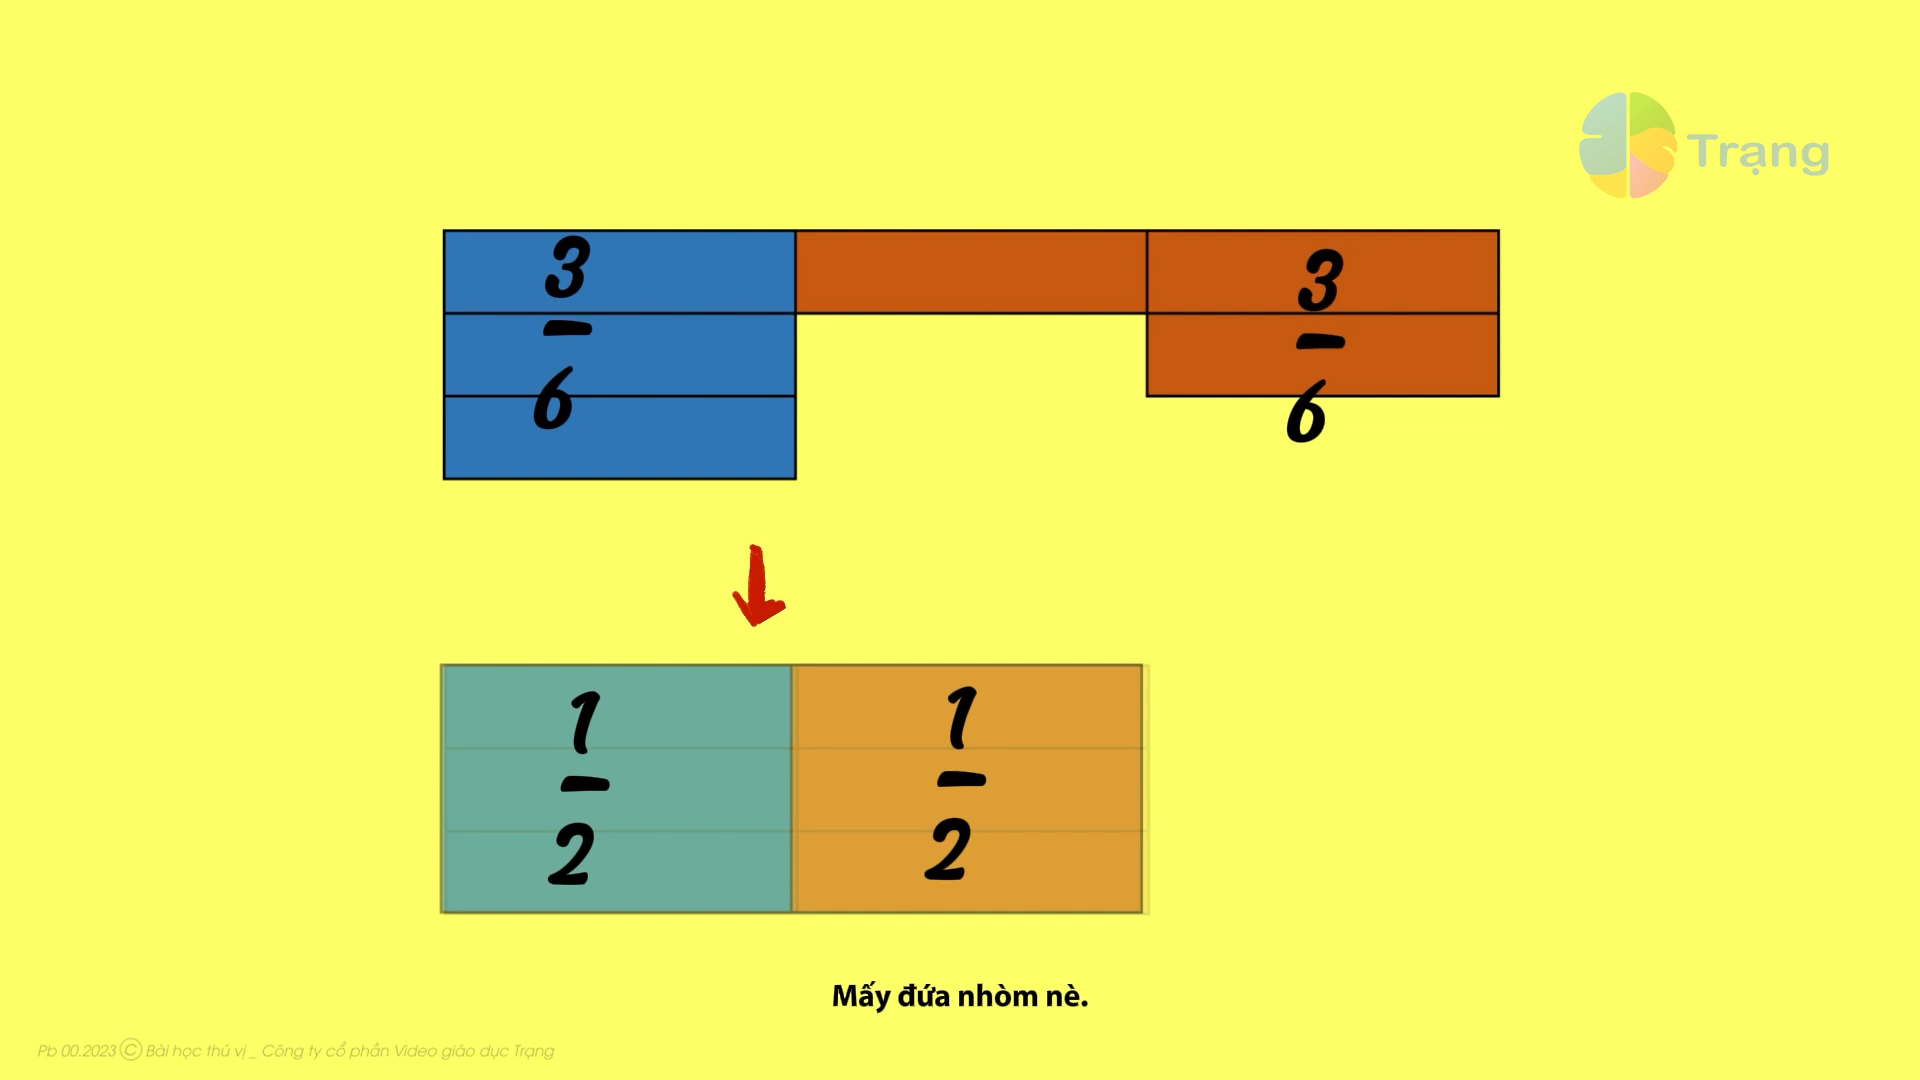 Trạng
3 3
— —
6 6
1 1
— —
2 2
Mấy đứa nhòm nè.
Pb 00.2023 © Bài học thú vị _ Công ty cổ phần Video giáo dục Trạng